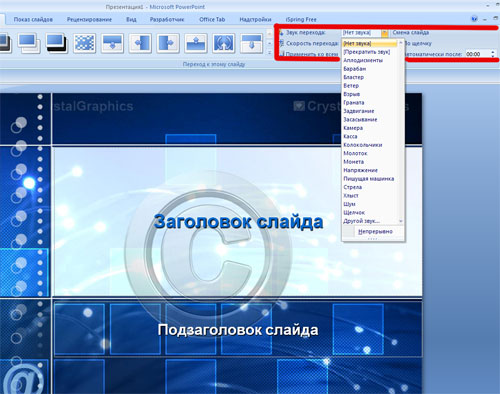 Презентация1 - Microsoft PowerPoint
Показ слайдов Рецензирование Вид Разработчик Office Tab Надстройки iSpring Free
Звук перехода: [Нет звука] Смена слайда
Скорость перехода: По щелчку
Применить ко всем Автоматически после: 00:00
Переход к этому слайду
[Нет звука]
[Прекратить звук]
Аплодисменты
Барабан
Бластер
Ветер
Взрыв
Граната
Задвигание
Засасывание
Камера
Касса
Колокольчики
Молоток
Монета
Напряжение
Пишущая машинка
Стрела
Хлыст
Шум
Щелчок
Другой звук...
Непрерывно
stalGraphics
Crys
Заголовок слайда
Подзаголовок слайда